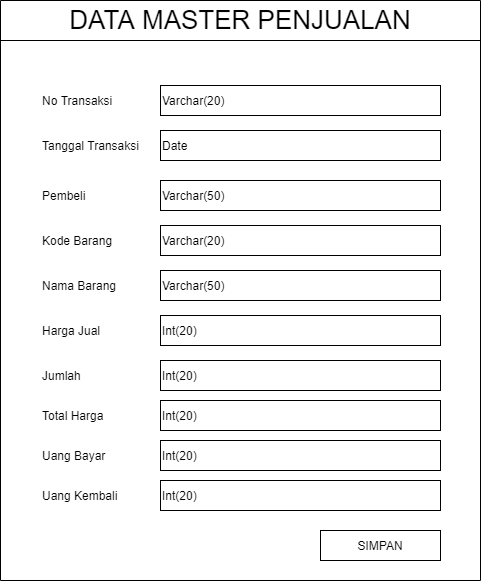 DATA MASTER PENJUALAN
No Transaksi Varchar(20)
Tanggal Transaksi Date
Pembeli Varchar(50)
Kode Barang Varchar(20)
Nama Barang Varchar(50)
Harga Jual Int(20)
Jumlah Int(20)
Total Harga Int(20)
Uang Bayar Int(20)
Uang Kembali Int(20)
SIMPAN